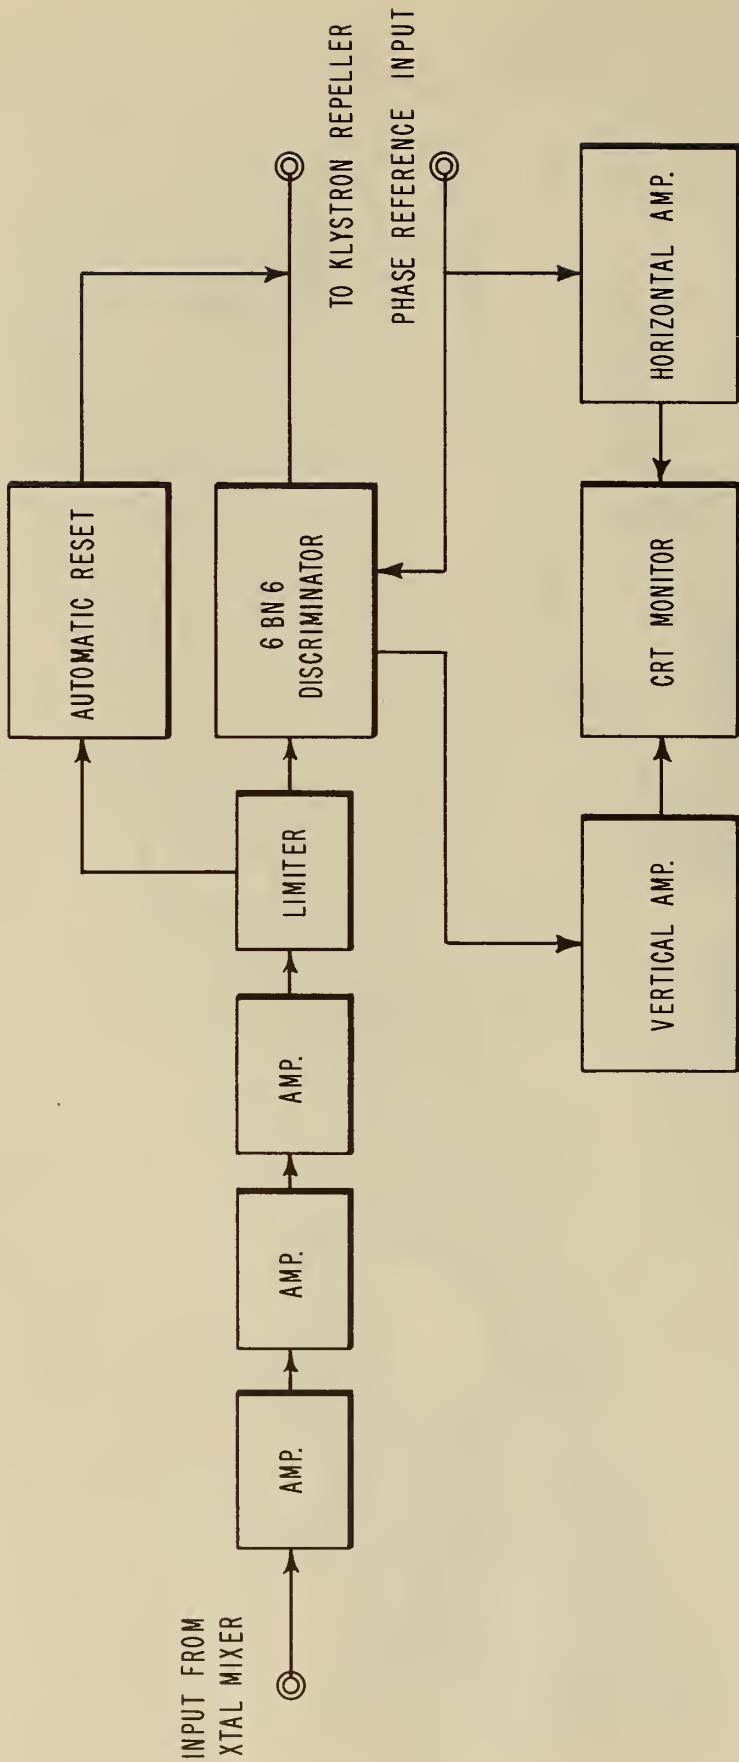 AUTOMATIC RESET
INPUT FROM
XTAL MIXER
AMP.
AMP.
AMP.
LIMITER
6 BN 6
DISCRIMINATOR
TO KLYSTRON REPELLER
PHASE REFERENCE INPUT
VERTICAL AMP.
CRT MONITOR
HORIZONTAL AMP.